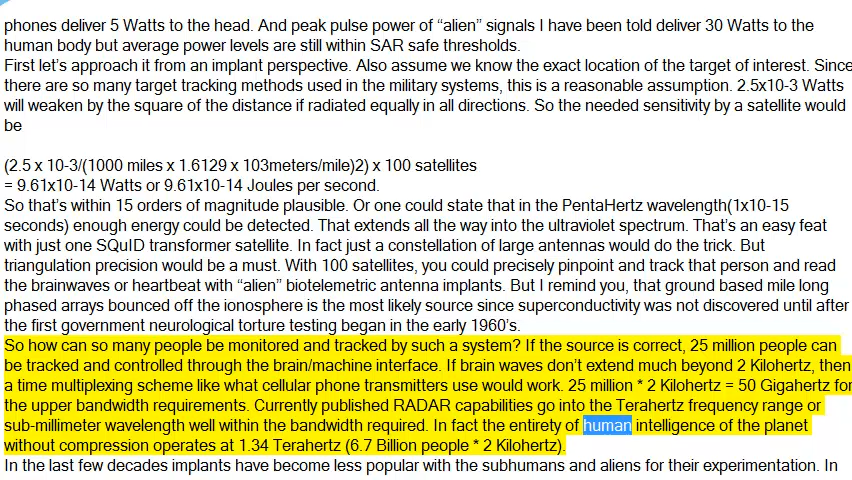 phones deliver 5 Watts to the head. And peak pulse power of “alien” signals I have been told deliver 30 Watts to the
human body but average power levels are still within SAR safe thresholds.
First let’s approach it from an implant perspective. Also assume we know the exact location of the target of interest. Since
there are so many target tracking methods used in the military systems, this is a reasonable assumption. 2.5x10-3 Watts
will weaken by the square of the distance if radiated equally in all directions. So the needed sensitivity by a satellite would
be
(2.5 x 10-3/(1000 miles x 1.6129 x 103meters/mile)2) x 100 satellites
= 9.61x10-14 Watts or 9.61x10-14 Joules per second.
So that’s within 15 orders of magnitude plausible. Or one could state that in the PentaHertz wavelength(1x10-15
seconds) enough energy could be detected. That extends all the way into the ultraviolet spectrum. That’s an easy feat
with just one SQuID transformer satellite. In fact just a constellation of large antennas would do the trick. But
triangulation precision would be a must. With 100 satellites, you could precisely pinpoint and track that person and read
the brainwaves or heartbeat with “alien” biotelemetric antenna implants. But I remind you, that ground based mile long
phased arrays bounced off the ionosphere is the most likely source since superconductivity was not discovered until after
the first government neurological torture testing began in the early 1960’s.
So how can so many people be monitored and tracked by such a system? If the source is correct, 25 million people can
be tracked and controlled through the brain/machine interface. If brain waves don’t extend much beyond 2 Kilohertz, then
a time multiplexing scheme like what cellular phone transmitters use would work. 25 million * 2 Kilohertz = 50 Gigahertz for
the upper bandwidth requirements. Currently published RADAR capabilities go into the Terahertz frequency range or
sub-millimeter wavelength well within the bandwidth required. In fact the entirety of human intelligence of the planet
without compression operates at 1.34 Terahertz (6.7 Billion people * 2 Kilohertz).
In the last few decades implants have become less popular with the subhumans and aliens for their experimentation. In